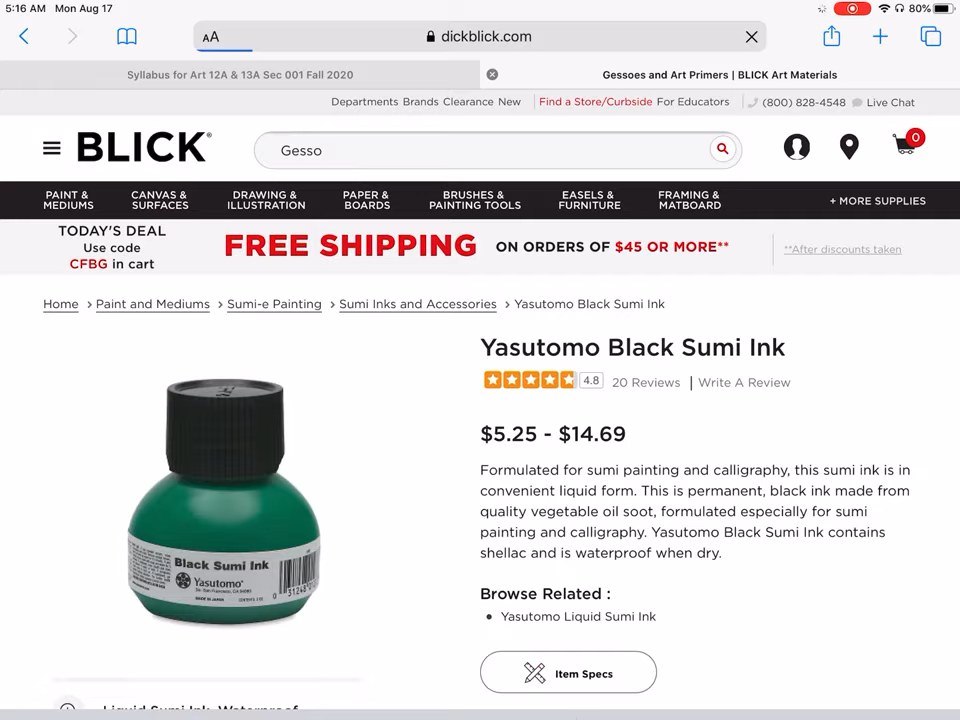 5:16 AM Mon Aug 17
80%
AA
dickblick.com
Syllabus for Art 12A & 13A Sec 001 Fall 2020
Gessoes and Art Primers | BLICK Art Materials
Departments Brands Clearance New
Find a Store/Curbside For Educators
(800) 828-4548
Live Chat
BLICK®
Gesso
0
PAINT & MEDIUMS
CANVAS & SURFACES
DRAWING & ILLUSTRATION
PAPER & BOARDS
BRUSHES & PAINTING TOOLS
EASELS & FURNITURE
FRAMING & MATBOARD
+ MORE SUPPLIES
TODAY'S DEAL
Use code
CFBG in cart
FREE SHIPPING ON ORDERS OF $45 OR MORE**
**After discounts taken
Home > Paint and Mediums > Sumi-e Painting > Sumi Inks and Accessories > Yasutomo Black Sumi Ink
Black Sumi Ink
Yasutomo
Yasutomo Black Sumi Ink
4.8 20 Reviews | Write A Review
$5.25 - $14.69
Formulated for sumi painting and calligraphy, this sumi ink is in
convenient liquid form. This is permanent, black ink made from
quality vegetable oil soot, formulated especially for sumi
painting and calligraphy. Yasutomo Black Sumi Ink contains
shellac and is waterproof when dry.
Browse Related :
• Yasutomo Liquid Sumi Ink
Item Specs
Liquid Sumi Ink, Waterproof